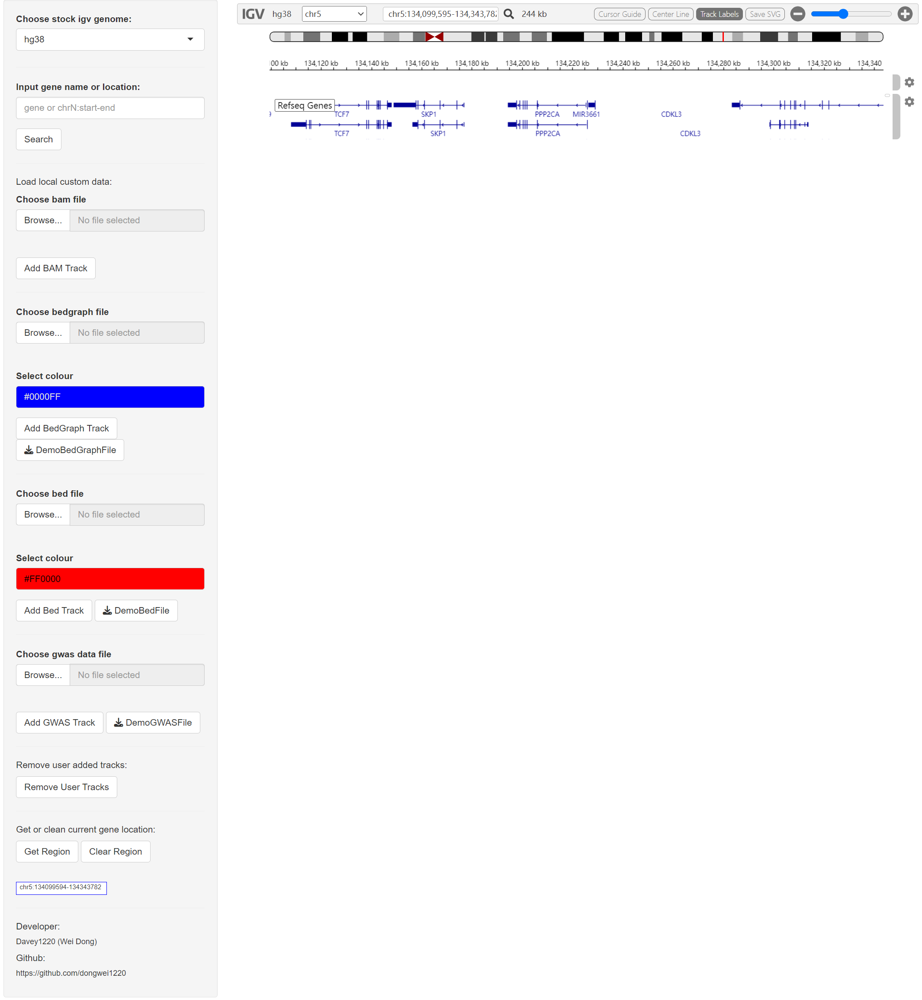 Choose stock igv genome:
hg38
Input gene name or location:
gene or chrN:start-end
Search
Load local custom data:
Choose bam file
Browse... No file selected
Add BAM Track
Choose bedgraph file
Browse... No file selected
Select colour
#0000FF
Add BedGraph Track
DemoBedGraphFile
Choose bed file
Browse... No file selected
Select colour
#FF0000
Add Bed Track DemoBedFile
Choose gwas data file
Browse... No file selected
Add GWAS Track DemoGWASFile
Remove user added tracks:
Remove User Tracks
Get or clean current gene location:
Get Region Clear Region
chr5:134099594-134343782
Developer:
Davey1220 (Wei Dong)
Github:
https://github.com/dongwei1220
IGV hg38 chr5 chr5:134,099,595-134,343,782 244 kb Cursor Guide Center Line Track Labels Save SVG
00 kb 134,120 kb 134,140 kb 134,160 kb 134,180 kb 134,200 kb 134,220 kb 134,240 kb 134,260 kb 134,280 kb 134,300 kb 134,320 kb 134,340
Refseq Genes
9 TCF7 SKP1 PPP2CA MIR3661 CDKL3
TCF7 SKP1 PPP2CA CDKL3